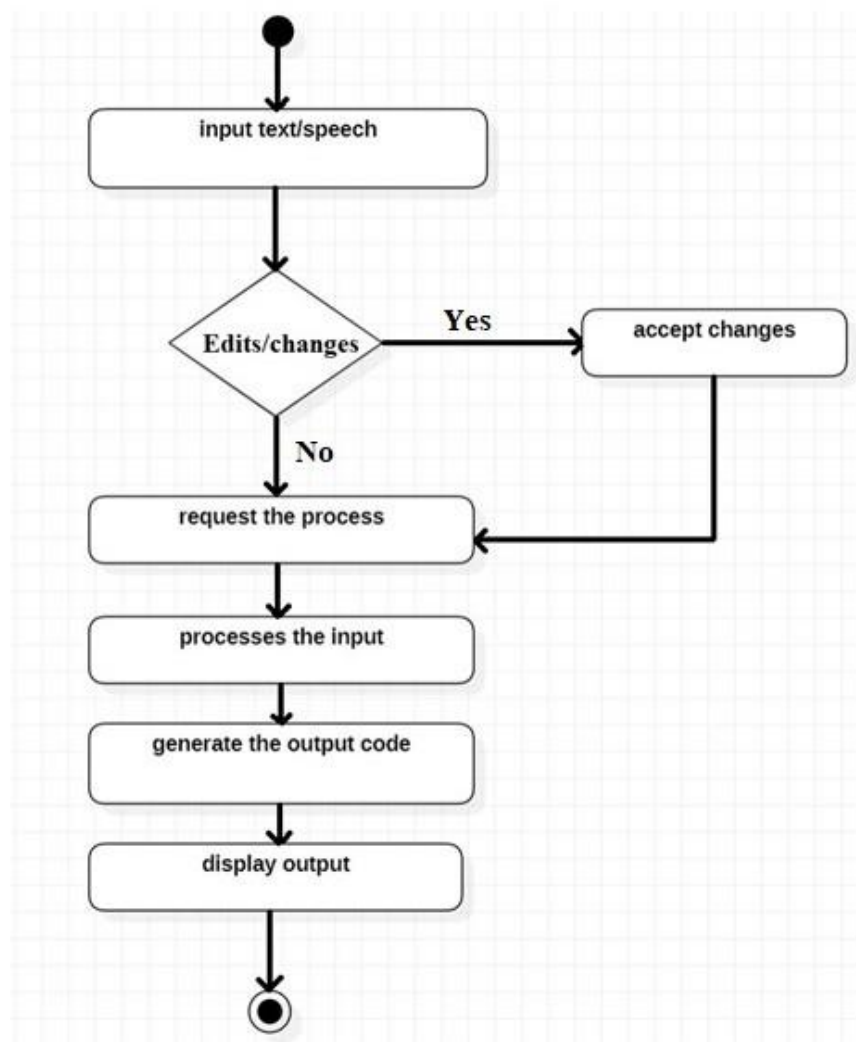 input text/speech
Edits/changes
Yes
accept changes
No
request the process
processes the input
generate the output code
display output